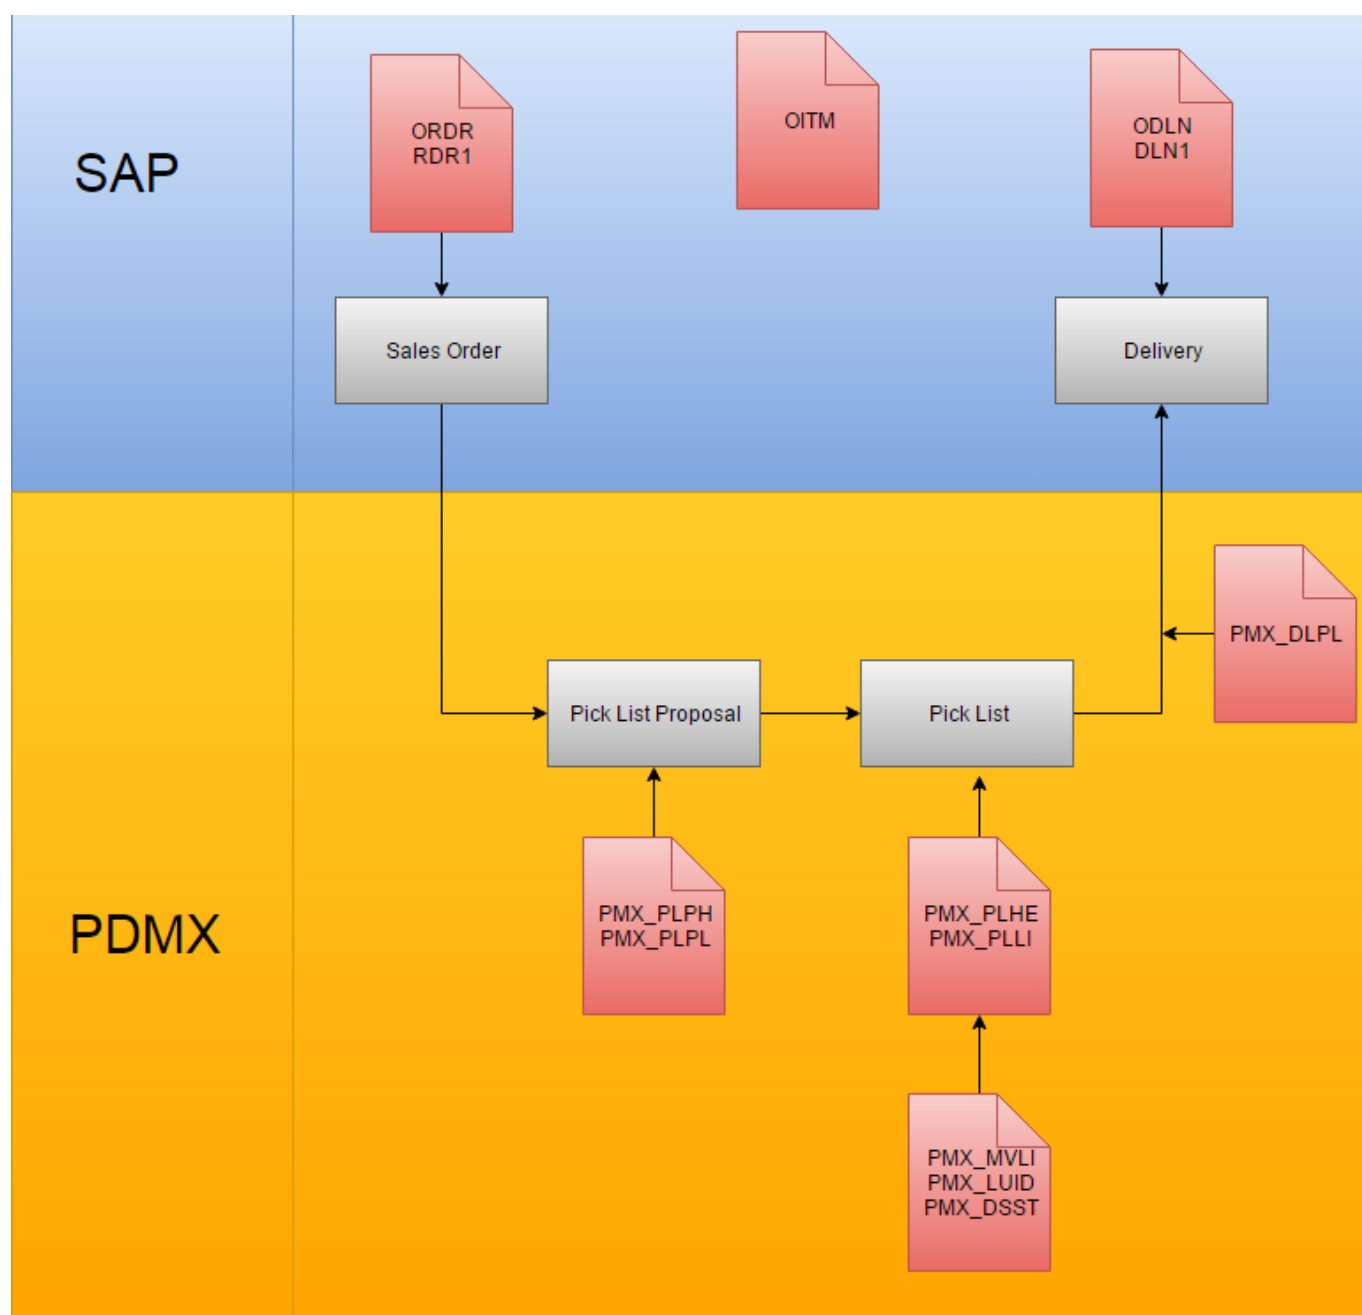 SAP
ORDR
RDR1
OITM
ODLN
DLN1
Sales Order
Delivery
PDMX
PMX_DLPL
Pick List Proposal
Pick List
PMX_PLPH
PMX_PLPL
PMX_PLHE
PMX_PLLI
PMX_MVLI
PMX_LUID
PMX_DSST